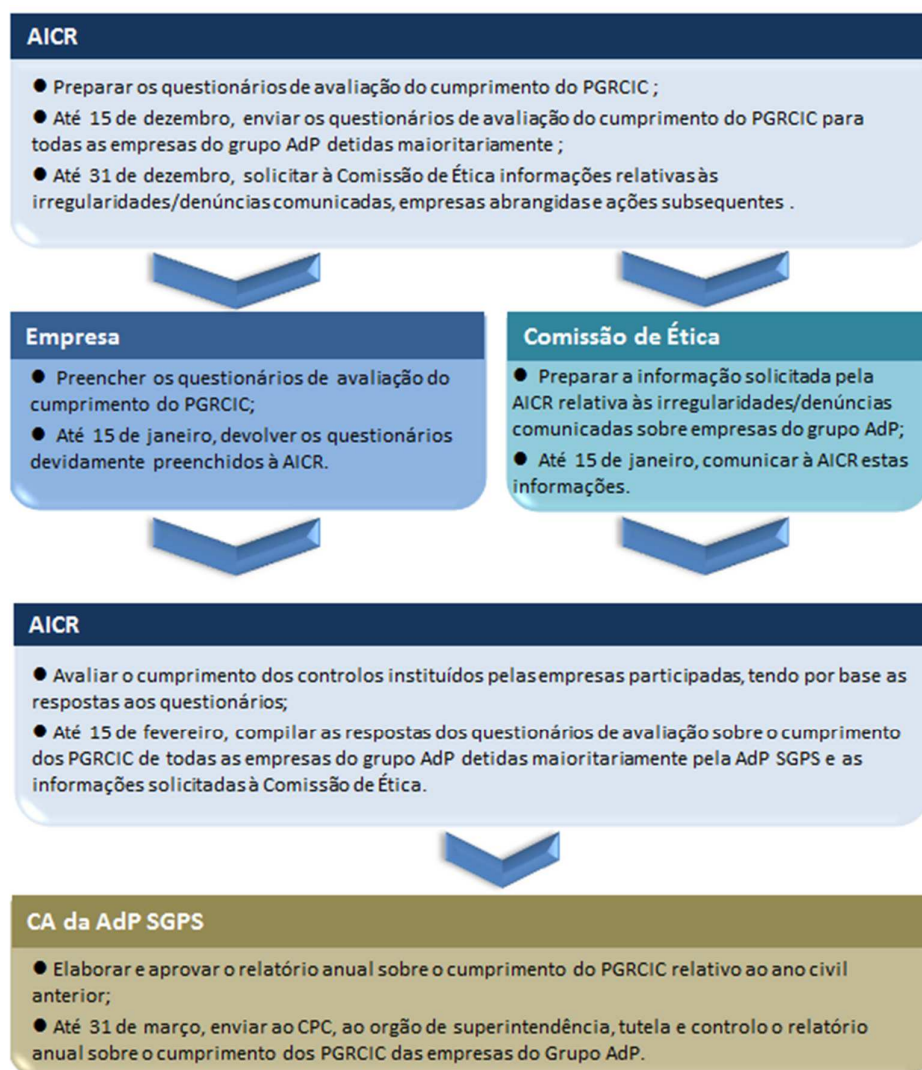 AICR
● Preparar os questionários de avaliação do cumprimento do PGRCIC ;
● Até 15 de dezembro, enviar os questionários de avaliação do cumprimento do PGRCIC para
todas as empresas do grupo AdP detidas maioritariamente ;
● Até 31 de dezembro, solicitar à Comissão de Ética informações relativas às
irregularidades/denúncias comunicadas, empresas abrangidas e ações subsequentes .
Empresa
● Preencher os questionários de avaliação do
cumprimento do PGRCIC;
● Até 15 de janeiro, devolver os questionários
devidamente preenchidos à AICR.
Comissão de Ética
● Preparar a informação solicitada pela
AICR relativa às irregularidades/denúncias
comunicadas sobre empresas do grupo AdP;
● Até 15 de janeiro, comunicar à AICR estas
informações.
AICR
● Avaliar o cumprimento dos controlos instituídos pelas empresas participadas, tendo por base as
respostas aos questionários;
● Até 15 de fevereiro, compilar as respostas dos questionários de avaliação sobre o cumprimento
dos PGRCIC de todas as empresas do grupo AdP detidas maioritariamente pela AdP SGPS e as
informações solicitadas à Comissão de Ética.
CA da AdP SGPS
● Elaborar e aprovar o relatório anual sobre o cumprimento do PGRCIC relativo ao ano civil
anterior;
● Até 31 de março, enviar ao CPC, ao orgão de superintendência, tutela e controlo o relatório
anual sobre o cumprimento dos PGRCIC das empresas do Grupo AdP.